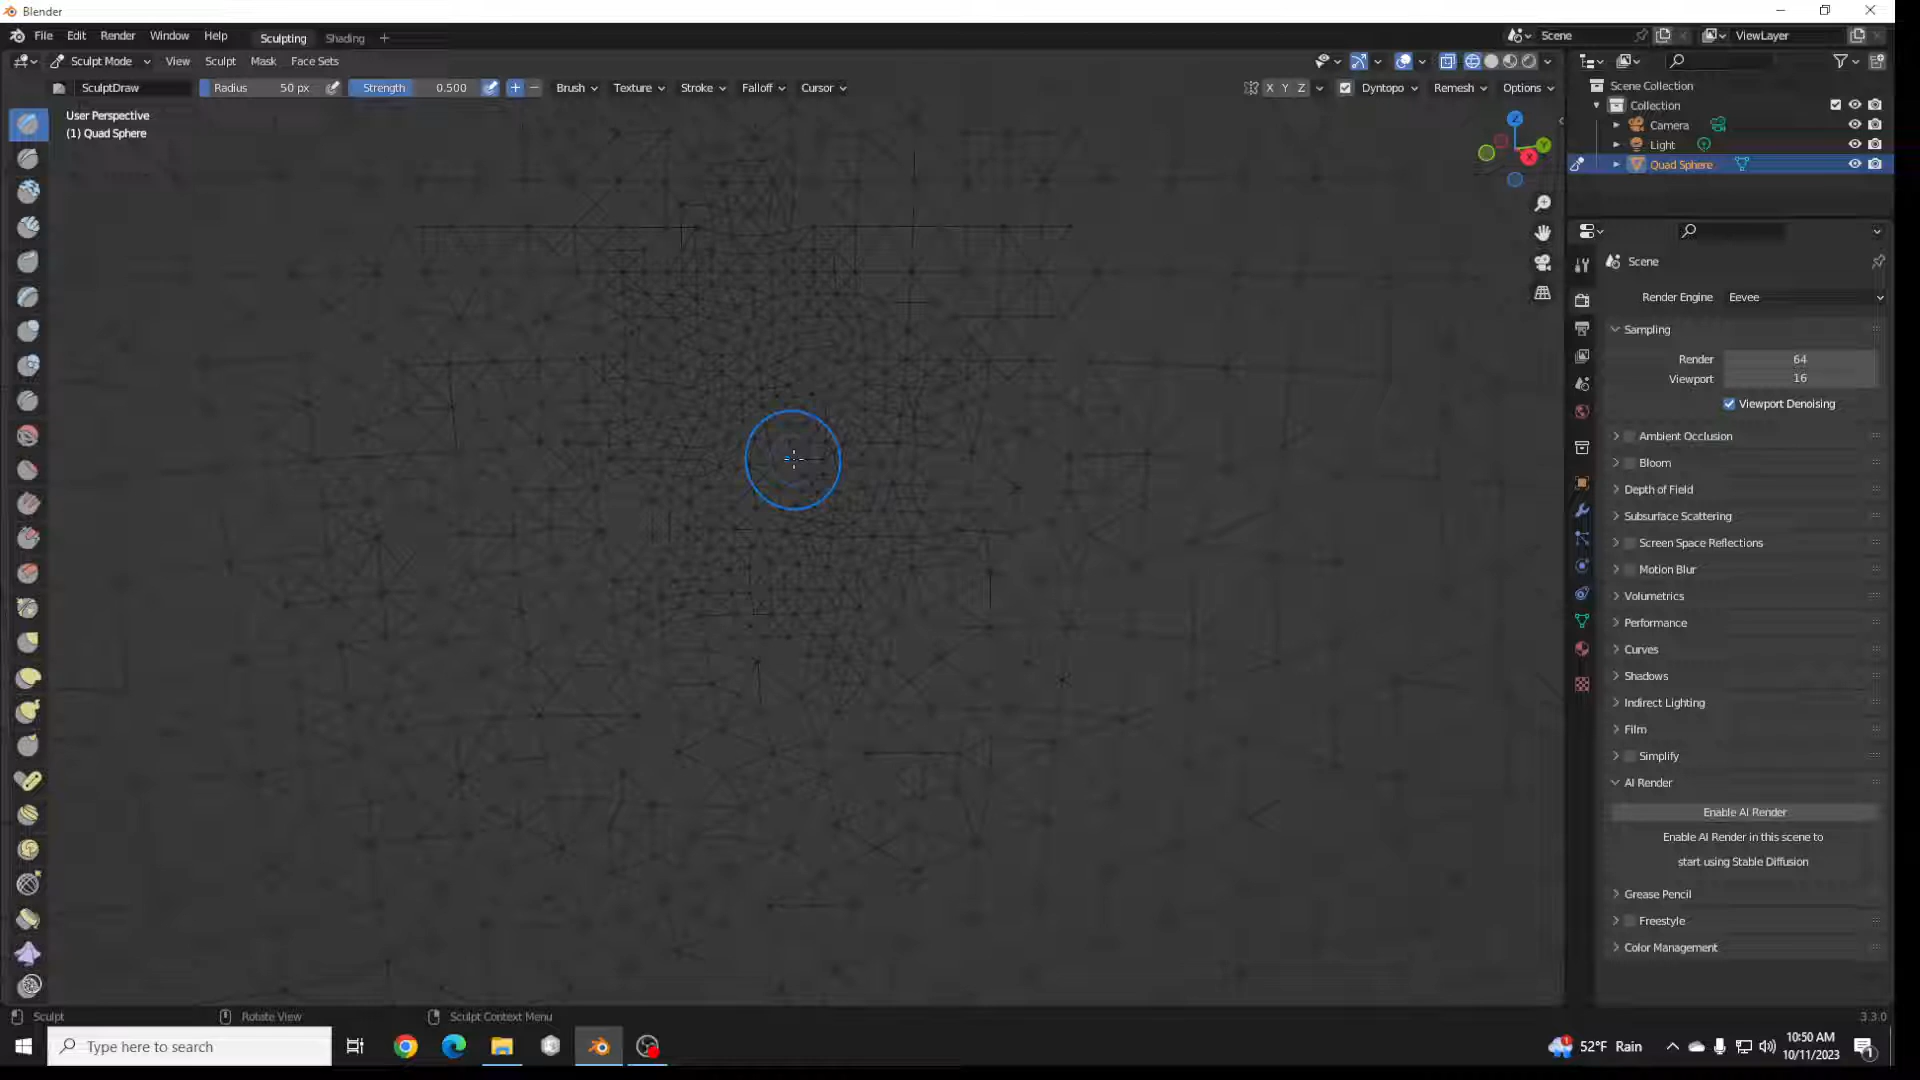 Blender
File Edit Render Window Help Sculpting Shading + Scene ViewLayer
Sculpt Mode View Sculpt Mask Face Sets
SculptDraw Radius 50 px Strength 0.500 + − Brush Texture Stroke Falloff Cursor X Y Z Dyntopo Remesh Options
User Perspective
(1) Quad Sphere
Z
Y
X
Scene Collection
Collection
Camera
Light
Quad Sphere
Scene
Render Engine Eevee
Sampling
Render 64
Viewport 16
Viewport Denoising
Ambient Occlusion
Bloom
Depth of Field
Subsurface Scattering
Screen Space Reflections
Motion Blur
Volumetrics
Performance
Curves
Shadows
Indirect Lighting
Film
Simplify
AI Render
Enable AI Render
Enable AI Render in this scene to
start using Stable Diffusion
Grease Pencil
Freestyle
Color Management
Sculpt Rotate View Sculpt Context Menu 3.3.0
Type here to search
52°F Rain
10:50 AM
10/11/2023
1